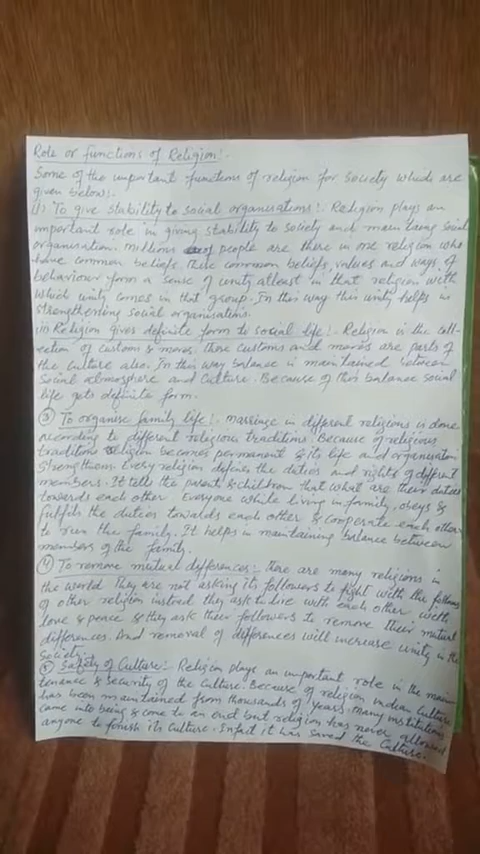 Role or functions of Religion:-
Some of the important functions of religion for society which are
given below:-
(i) To give stability to social organisations:- Religion plays an
important role in giving stability to society and maintaing social
organisation. millions of people are there in one religion who
have common beliefs. These common beliefs, values and ways of
behaviour form a sense of unity atleast in that religion with
which unity comes in that group. In this way this unity helps in
strengthening social organisations.
(ii) Religion gives definite form to social life:- Religion is the coll-
ection of customs & mores. These customs and mores are parts of
the culture also. In this way balance is maintained between
social atmosphere and culture. Because of this balance social
life gets definite form.
(3) To organise family life:- Marriage in different religions is done
according to different religious traditions. Because of religious
traditions religion becomes permanent & its life and organisation
strengthens. Every religion defines the duties and rights of different
members. It tells the parents & children that what are their duties
towards each other. Everyone while living in family, obeys &
fulfils the duties towards each other & cooperate each other
to run the family. It helps in maintaining balance between
members of the family.
(4) To remove mutual differences:- There are many religions in
the world. They are not asking its followers to fight with the followers
of other religion instead they ask to live with each other with
love & peace & they ask their followers to remove their mutual
differences. And removal of differences will increase unity in the
society.
(5) Safety of Culture:- Religion plays an important role in the main-
tenance & security of the culture. Because of religion Indian Culture
has been maintained from thousands of years. Many institutions
came into being & come to an end but religion has never allowed
anyone to finish its culture. Infact it has saved the culture.